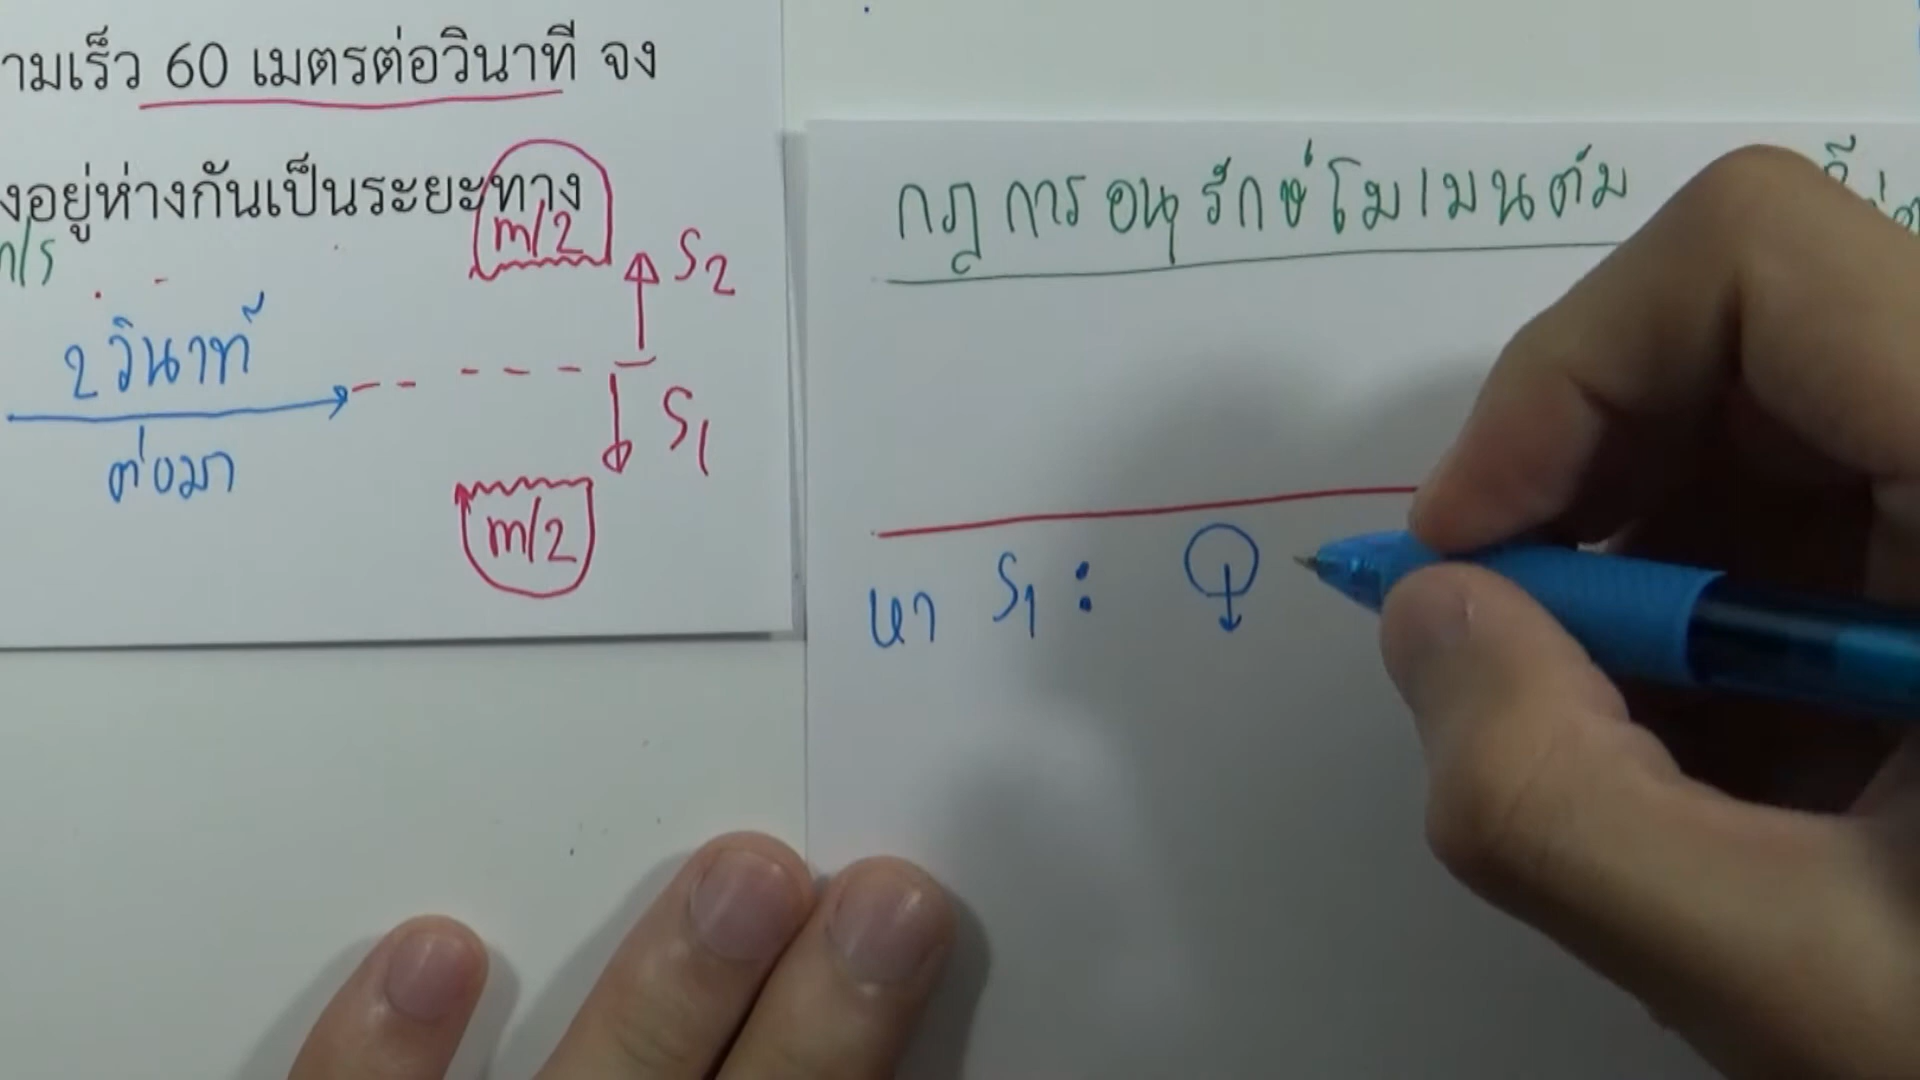 ามเร็ว 60 เมตรต่อวินาที จง
งอยู่ห่างกันเป็นระยะทาง
m/2
S2
2 วินาที
ต่อมา
S1
m/2
กฎการอนุรักษ์โมเมนตัม
หา S1 :